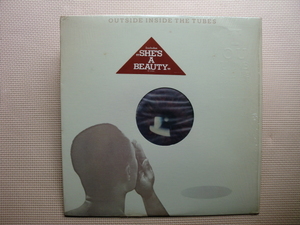 OUTSIDE INSIDE THE TUBES
"SHE'S
A
BEAUTY"